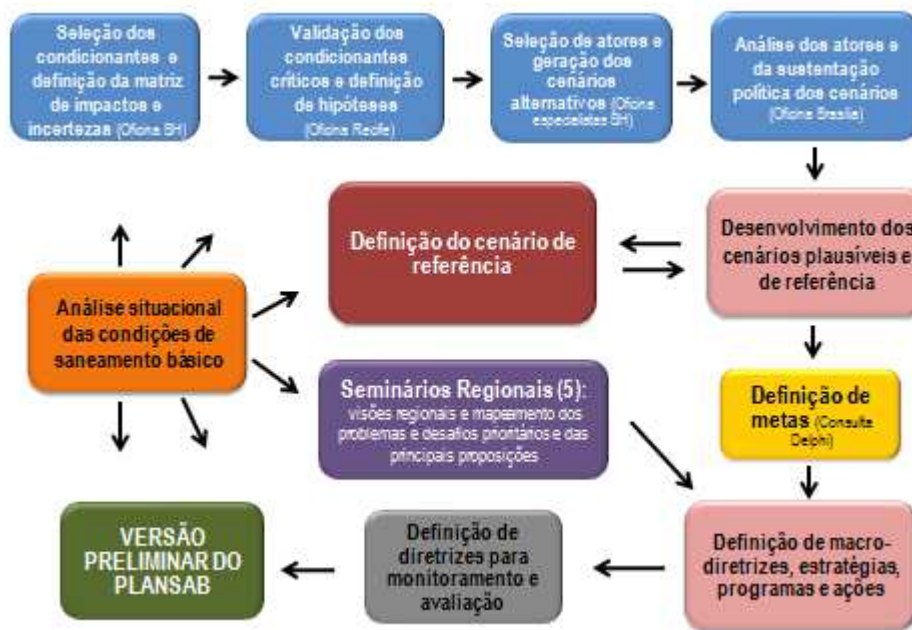 Seleção dos
condicionantes e
definição da matriz
de impactos e
incertezas (Oficina BH)
Validação dos
condicionantes
críticos e definição
de hipóteses
(Oficina Recife)
Seleção de atores e
geração dos
cenários
alternativos (Oficina
especialistas BH)
Análise dos atores e
da sustentação
política dos cenários
(Oficina Brasília)
Definição do cenário de
referência
Desenvolvimento dos
cenários plausíveis e
de referência
Análise situacional
das condições de
saneamento básico
Seminários Regionais (5):
visões regionais e mapeamento dos
problemas e desafios prioritários e das
principais proposições
Definição de
metas (Consulta
Delphi)
VERSÃO
PRELIMINAR DO
PLANSAB
Definição de
diretrizes para
monitoramento e
avaliação
Definição de macro-
diretrizes, estratégias,
programas e ações